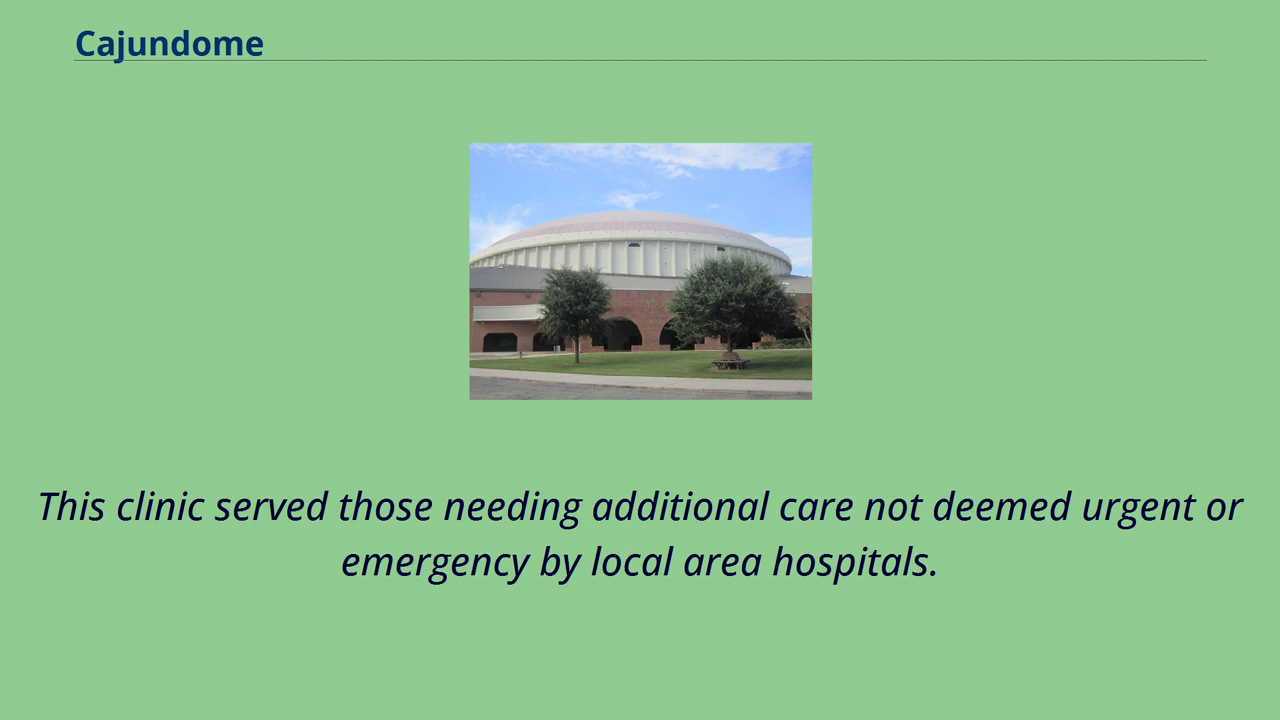 Cajundome
This clinic served those needing additional care not deemed urgent or
emergency by local area hospitals.